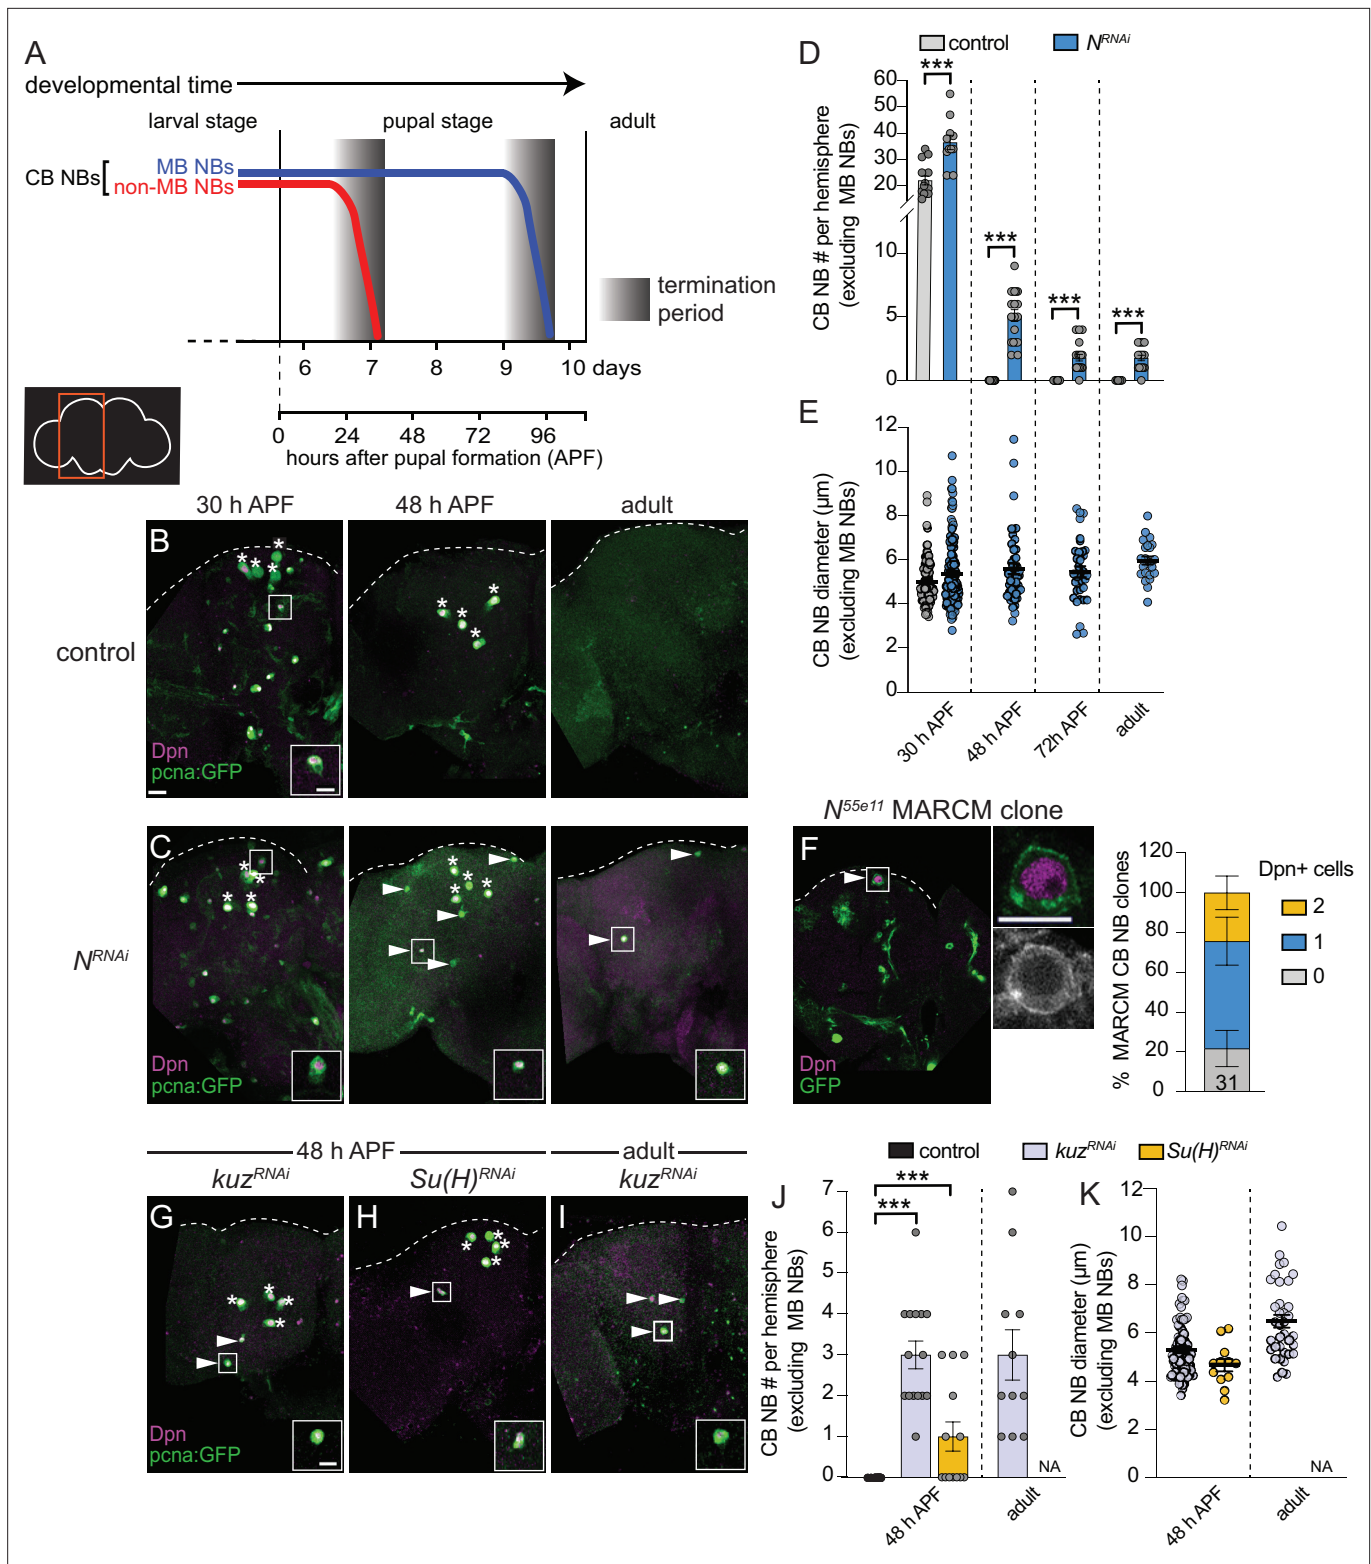 A
developmental time
larval stage pupal stage adult
CB NBs [ MB NBs
non-MB NBs
termination
period
6 7 8 9 10 days
0 24 48 72 96
hours after pupal formation (APF)
30 h APF 48 h APF adult
B
control
Dpn
pcna:GFP
* * * *
* * * *
C
N^RNAi
Dpn
pcna:GFP
D
control N^RNAi
CB NB # per hemisphere
(excluding MB NBs)
60
50
40
30
20
10
5
0
*** *** *** ***
E
CB NB diameter (µm)
(excluding MB NBs)
12
10
8
6
4
2
0
30 h APF 48 h APF 72h APF adult
N^55e11 MARCM clone
F
Dpn
GFP
% MARCM CB NB clones
120
100
80
60
40
20
0
31
Dpn+ cells
2
1
0
48 h APF adult
kuz^RNAi Su(H)^RNAi kuz^RNAi
G H I
Dpn
pcna:GFP
control kuz^RNAi Su(H)^RNAi
J
CB NB # per hemisphere
(excluding MB NBs)
7
6
5
4
3
2
1
0
***
***
NA
48 h APF adult
K
CB NB diameter (µm)
(excluding MB NBs)
12
10
8
6
4
2
0
NA
48 h APF adult